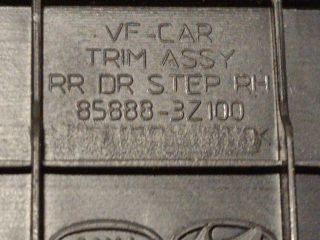 VF-CAR
TRIM ASSY
RR DR STEP RH
85888-3Z100